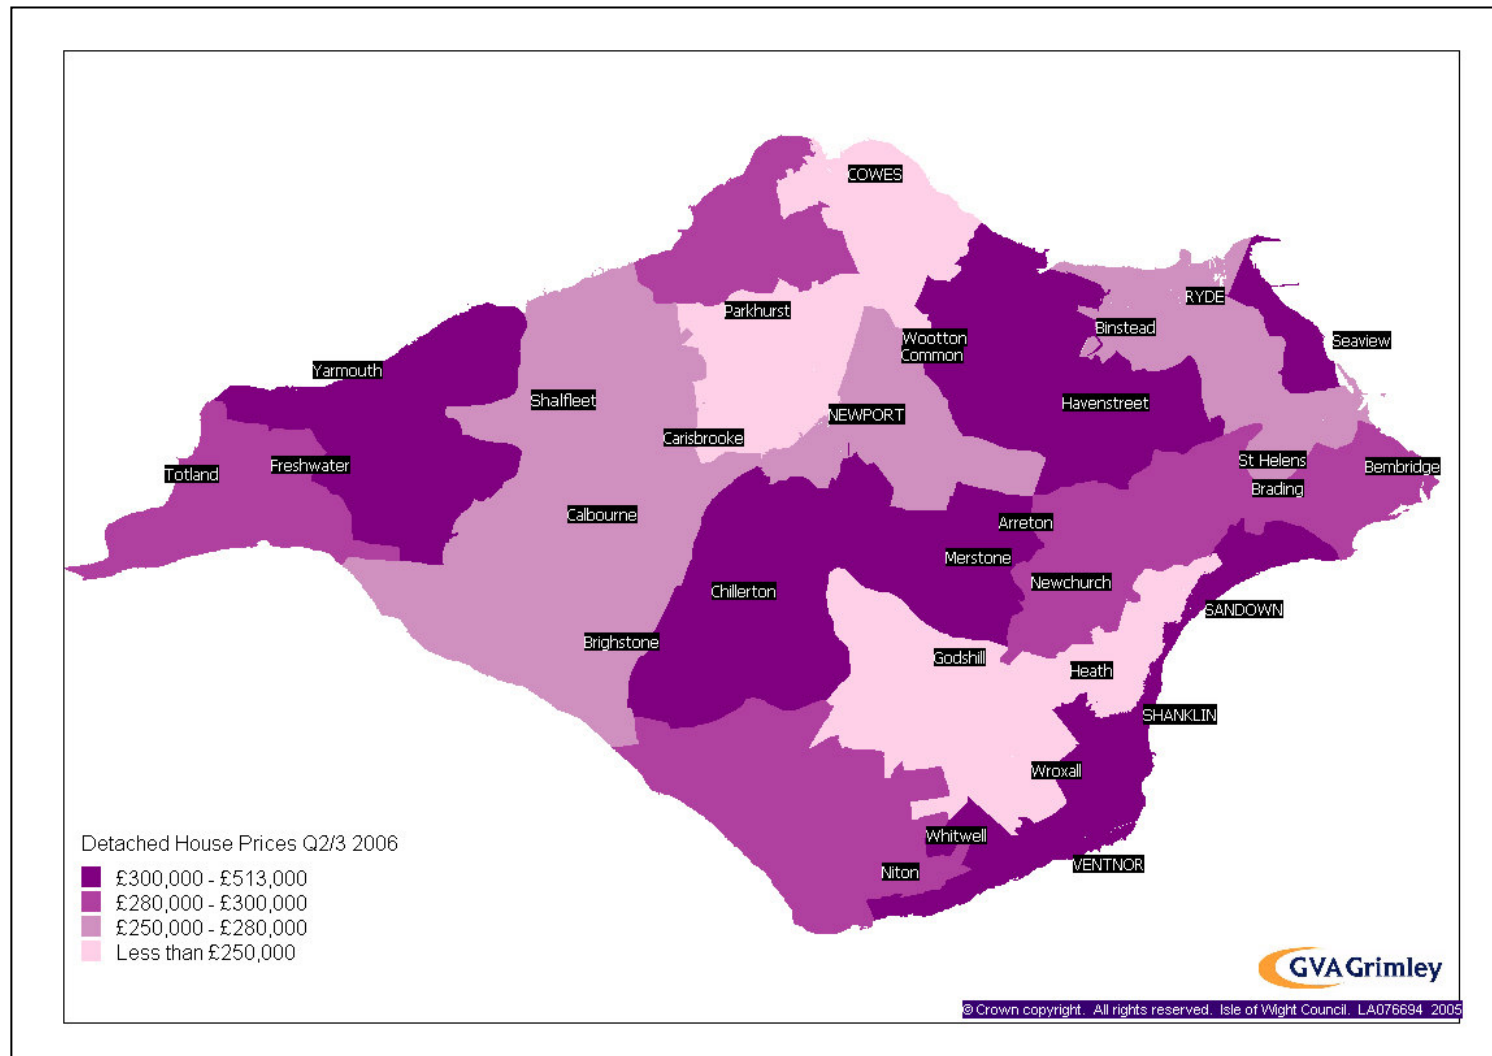 COWES
Parkhurst
RYDE
Binstead
Wootton
Common
Seaview
Yarmouth
Shalfleet
Havenstreet
NEWPORT
Carisbrooke
Freshwater
Totland
St Helens
Bembridge
Brading
Calbourne
Arreton
Merstone
Newchurch
Chillerton
SANDOWN
Brighstone
Godshill
Heath
SHANKLIN
Wroxall
Whitwell
VENTNOR
Niton
Detached House Prices Q2/3 2006
£300,000 - £513,000
£280,000 - £300,000
£250,000 - £280,000
Less than £250,000
GVA Grimley
© Crown copyright. All rights reserved. Isle of Wight Council. LA076694 2005